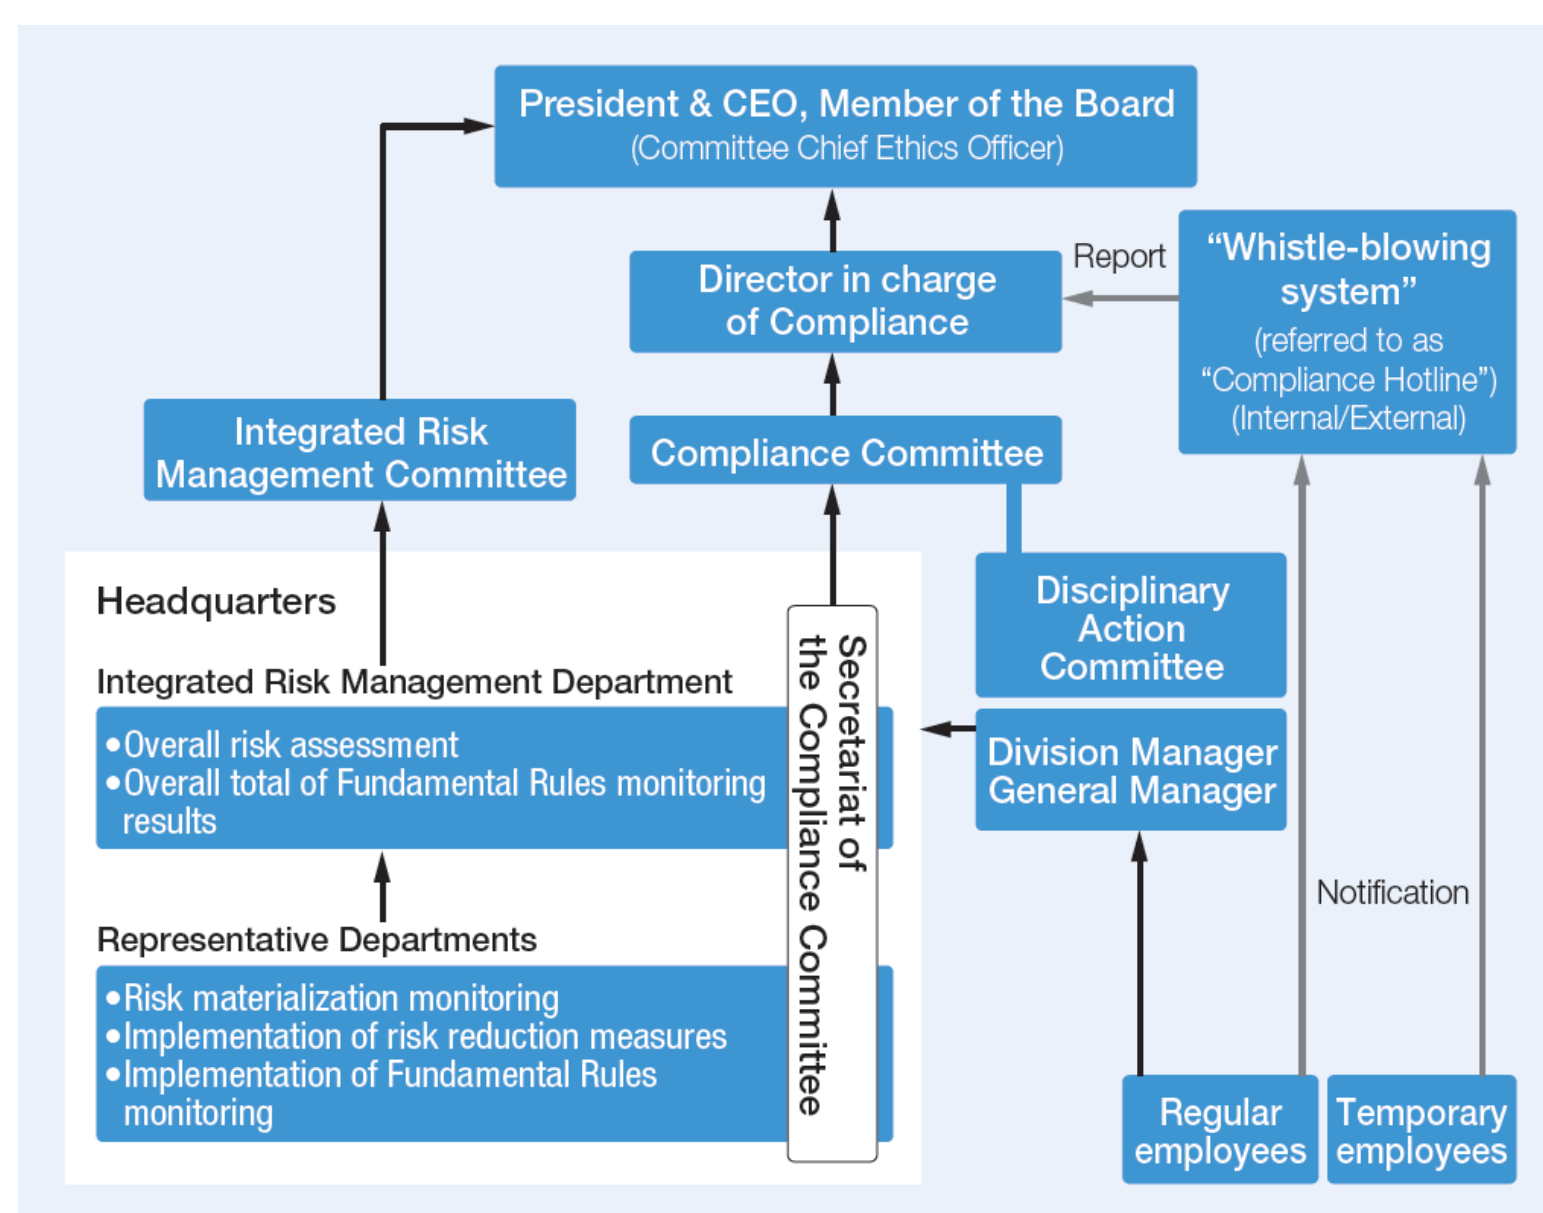 President & CEO, Member of the Board
(Committee Chief Ethics Officer)
Director in charge
of Compliance
Report
“Whistle-blowing
system”
(referred to as
“Compliance Hotline”)
(Internal/External)
Integrated Risk
Management Committee
Compliance Committee
Disciplinary
Action
Committee
Division Manager
General Manager
Headquarters
Integrated Risk Management Department
•Overall risk assessment
•Overall total of Fundamental Rules monitoring
results
Representative Departments
•Risk materialization monitoring
•Implementation of risk reduction measures
•Implementation of Fundamental Rules
monitoring
Secretariat of
the Compliance Committee
Notification
Regular
employees
Temporary
employees